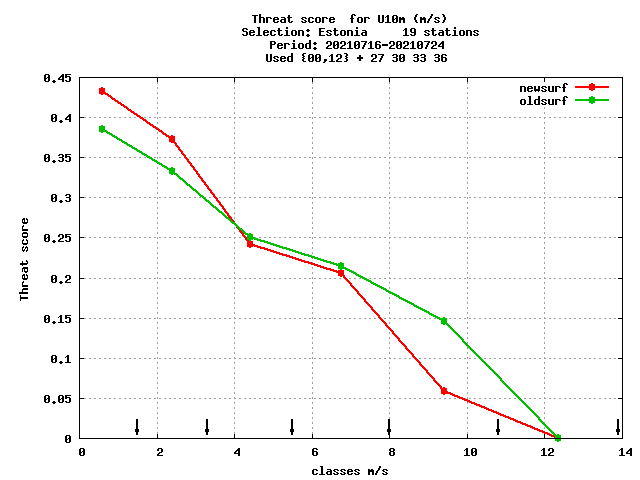 Threat score  for U10m (m/s)
Selection: Estonia     19 stations
Period: 20210716-20210724
Used {00,12} + 27 30 33 36
newsurf
oldsurf
Threat score
0.45
0.4
0.35
0.3
0.25
0.2
0.15
0.1
0.05
0
0 2 4 6 8 10 12 14
classes m/s